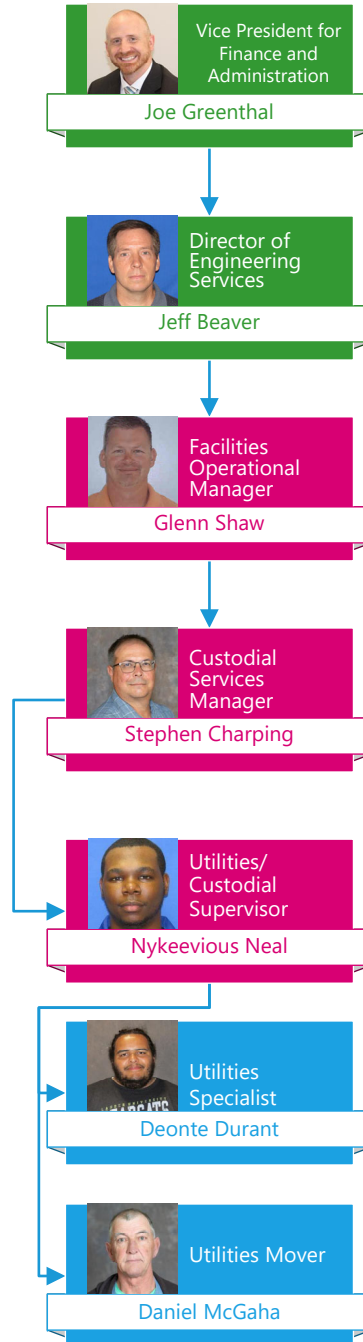 Vice President for
Finance and
Administration
Joe Greenthal
Director of
Engineering
Services
Jeff Beaver
Facilities
Operational
Manager
Glenn Shaw
Custodial
Services
Manager
Stephen Charping
Utilities/
Custodial
Supervisor
Nykeevious Neal
Utilities
Specialist
Deonte Durant
Utilities Mover
Daniel McGaha